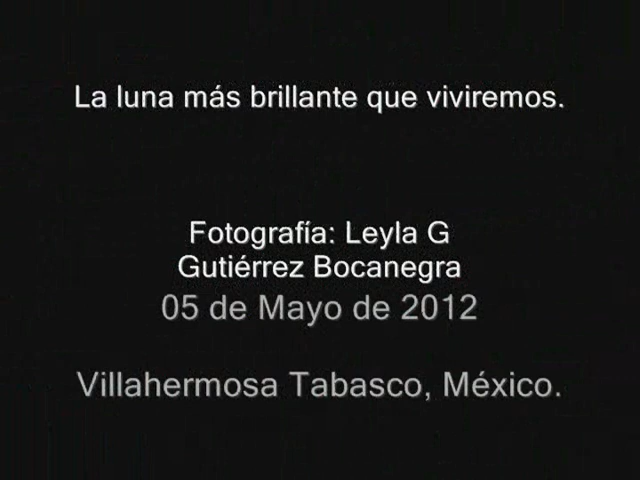 La luna más brillante que viviremos.
Fotografía: Leyla G
Gutiérrez Bocanegra
05 de Mayo de 2012
Villahermosa Tabasco, México.